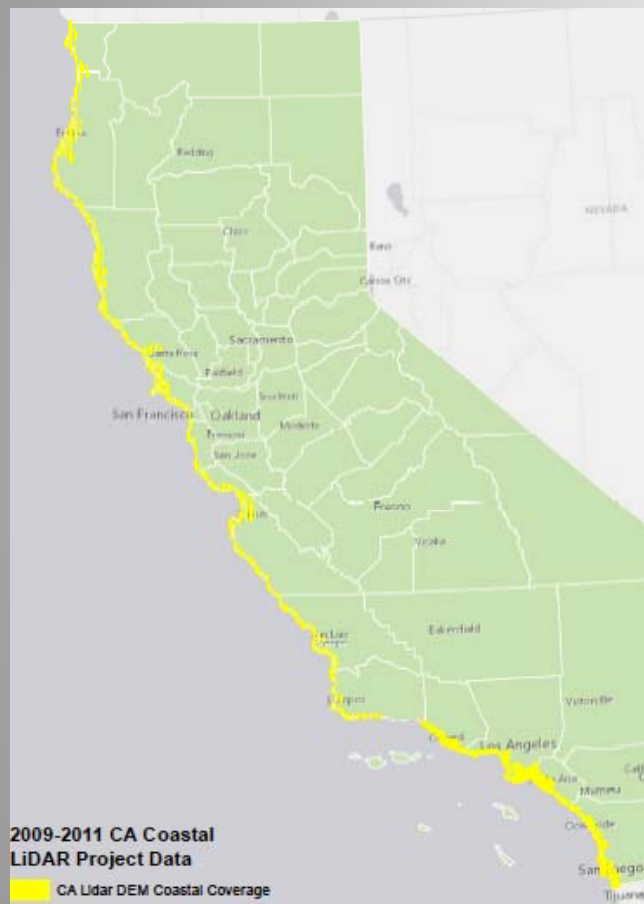 Redding
NEVADA
Reno
Carson City
Sacramento
Santa Rosa
Fairfield
Stockton
San Francisco
Oakland
Modesto
Fremont
San Jose
Fresno
Visalia
Bakersfield
Lompoc
Victorville
Oxnard
Los Angeles
Oceanside
San Diego
Tijuana
2009-2011 CA Coastal
LiDAR Project Data
CA Lidar DEM Coastal Coverage